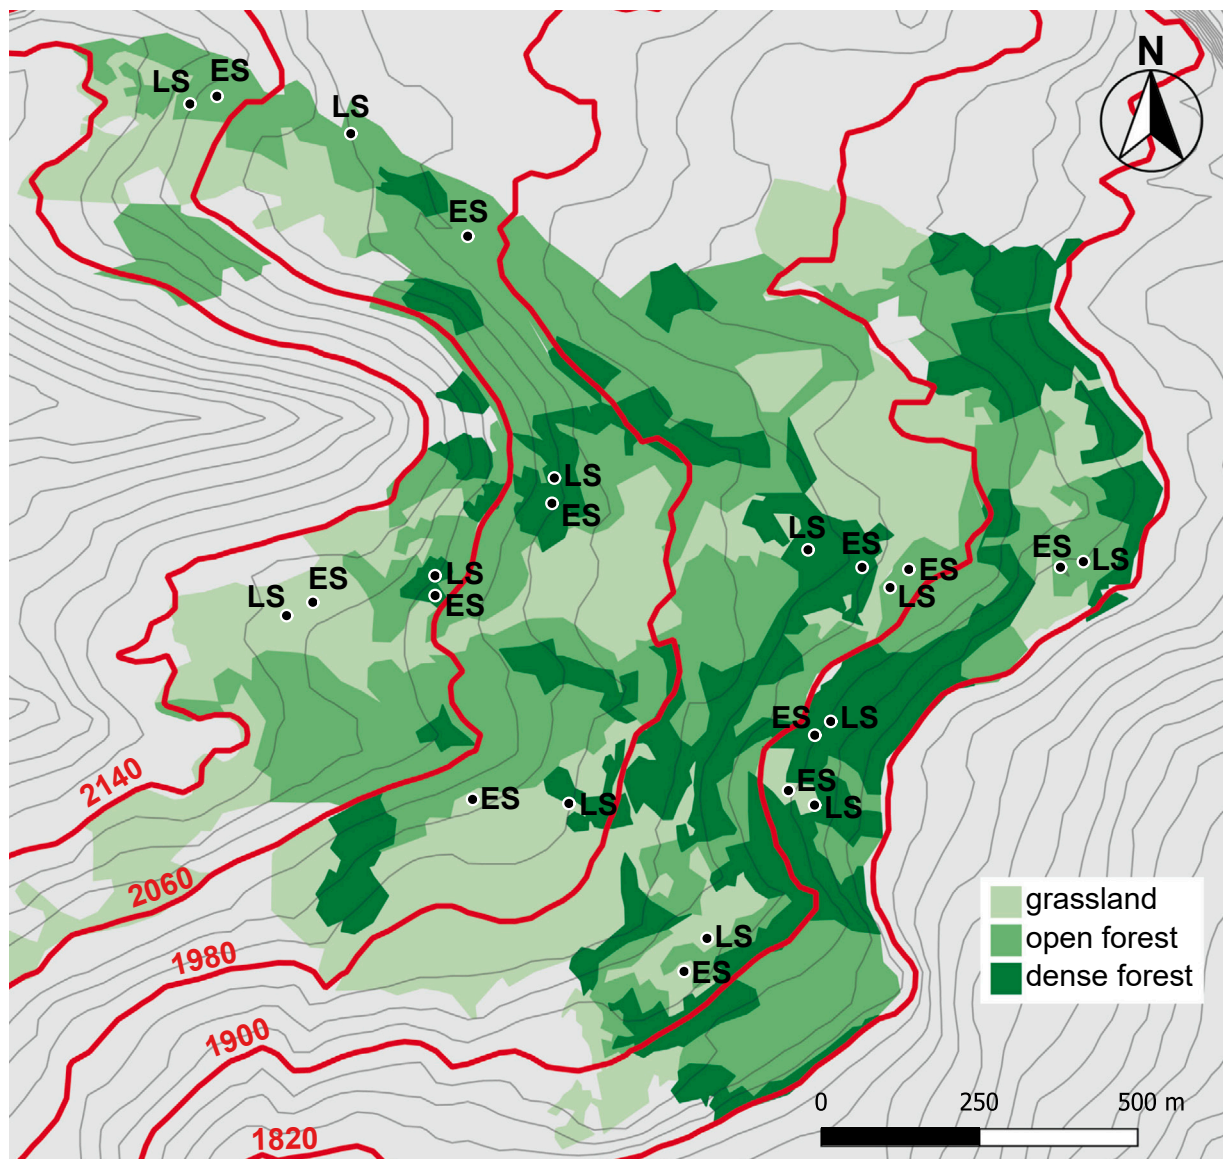 N
ES
LS
LS
ES
LS
ES
LS
ES
LS
ES
ES
LS
ES
LS
LS
ES
ES
LS
ES
LS
ES
LS
ES
LS
LS
ES
2140
2060
1980
1900
1820
grassland
open forest
dense forest
0 250 500 m